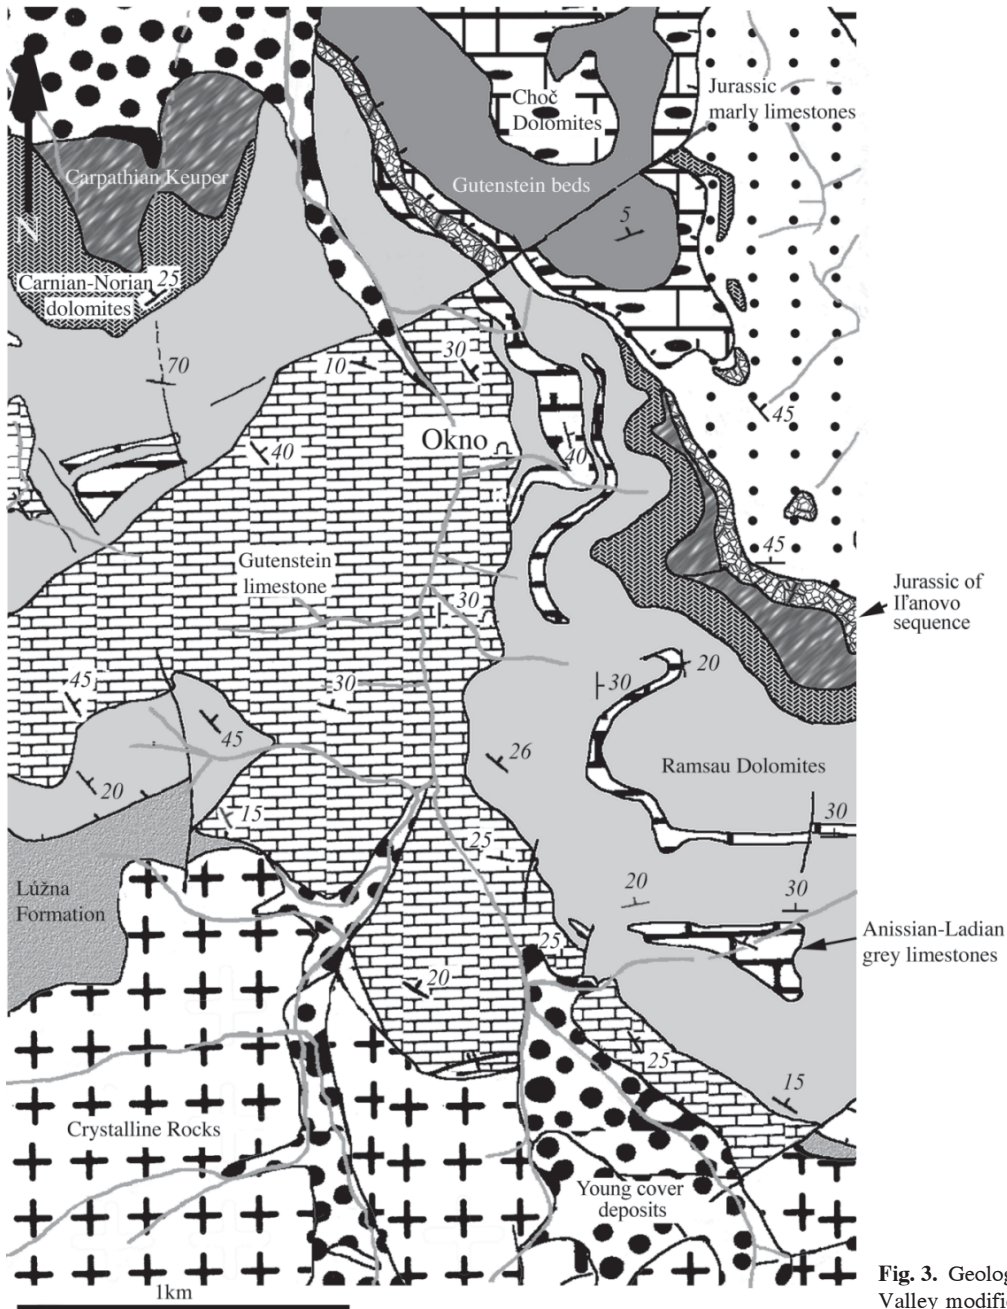 Choč
Dolomites
Jurassic
marly limestones
Carpathian Keuper
Gutenstein beds
5
N
Carnian-Norian
dolomites
25
70
10
30
45
Okno
40
40
45
Gutenstein
limestone
30
Jurassic of
Il'anovo
sequence
45
30
30
20
45
26
Ramsau Dolomites
20
15
30
25
Lúžna
Formation
20
30
25
Anissian-Ladian
grey limestones
20
25
15
Crystalline Rocks
Young cover
deposits
1km
Fig. 3. Geolog
Valley modifi